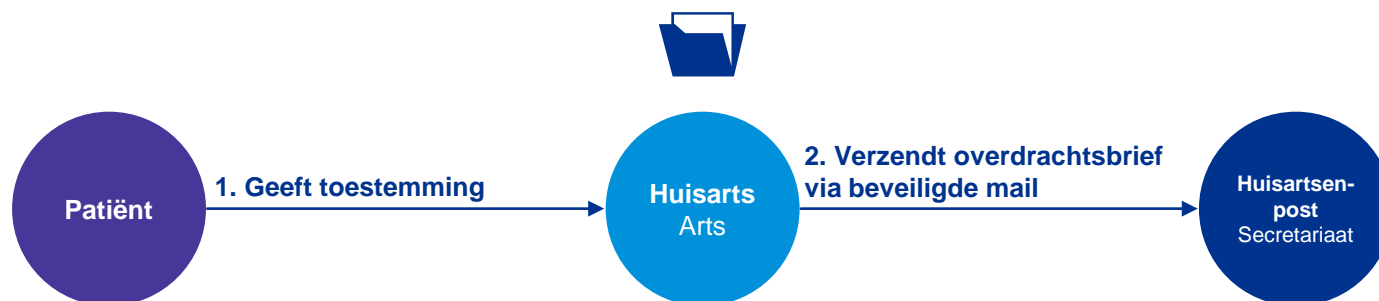 Patiënt
1. Geeft toestemming
Huisarts
Arts
2. Verzendt overdrachtsbrief
via beveiligde mail
Huisartsen-
post
Secretariaat